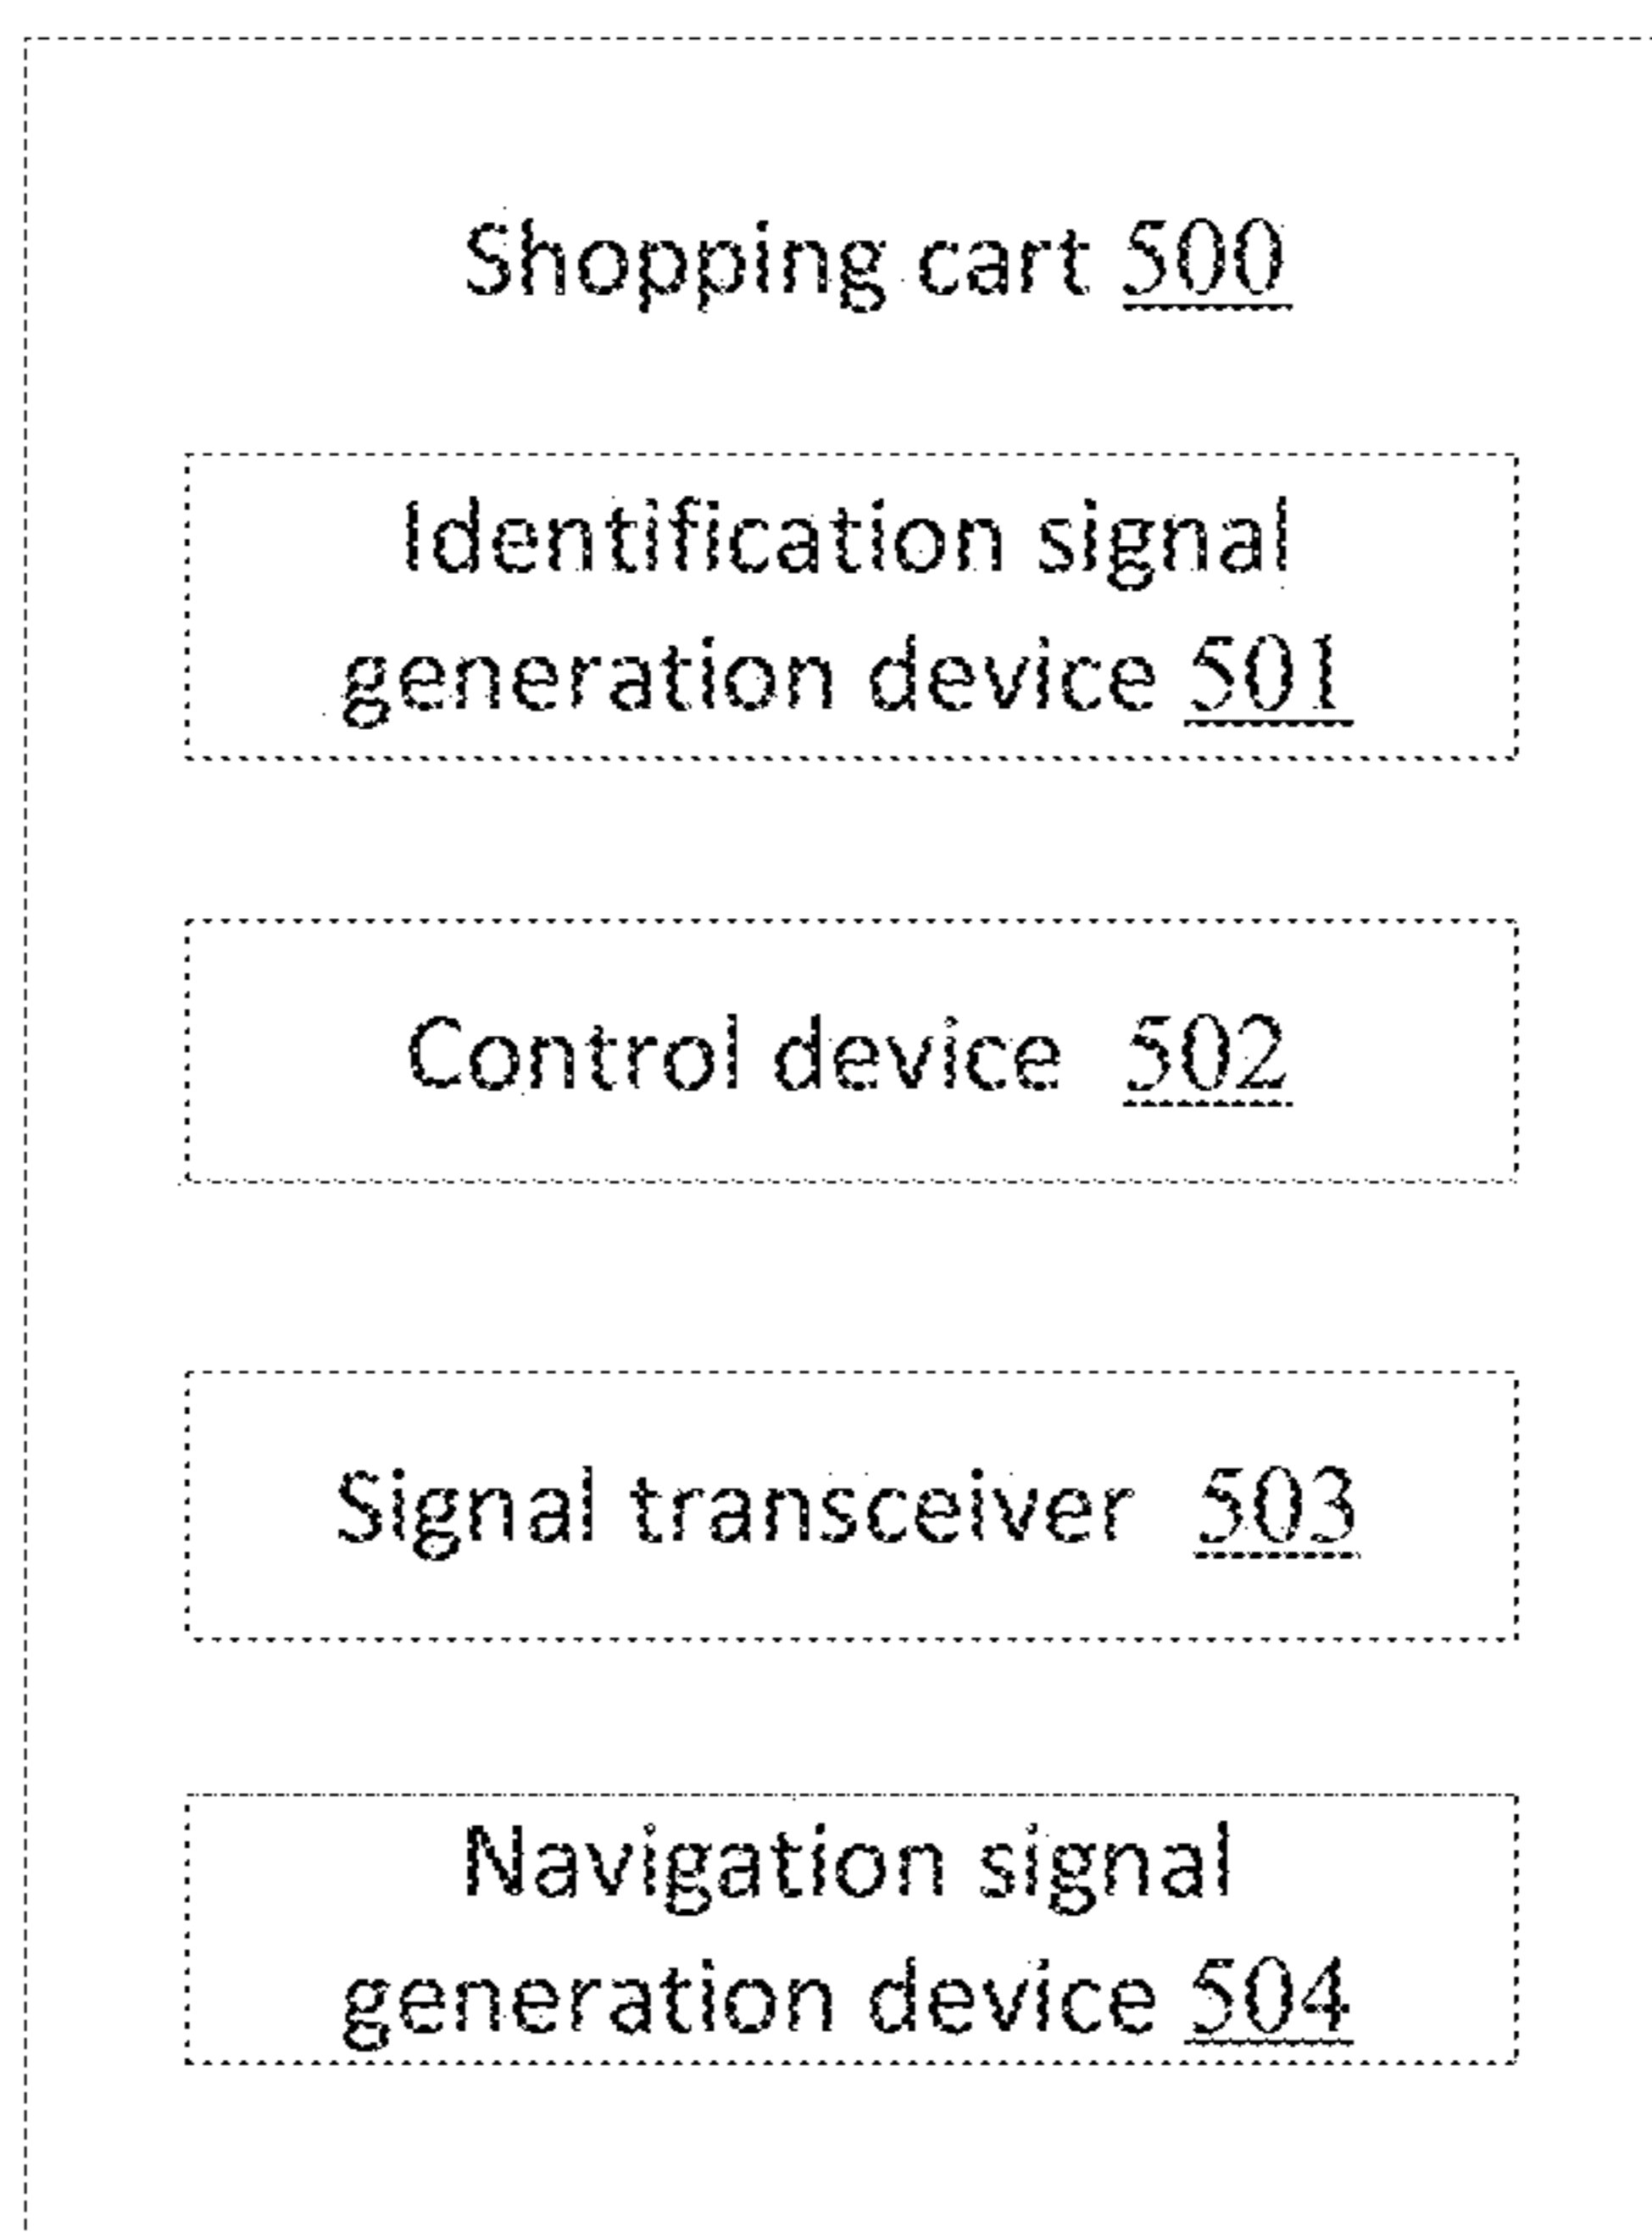 Shopping cart 500
Identification signal
generation device 501
Control device 502
Signal transceiver 503
Navigation signal
generation device 504